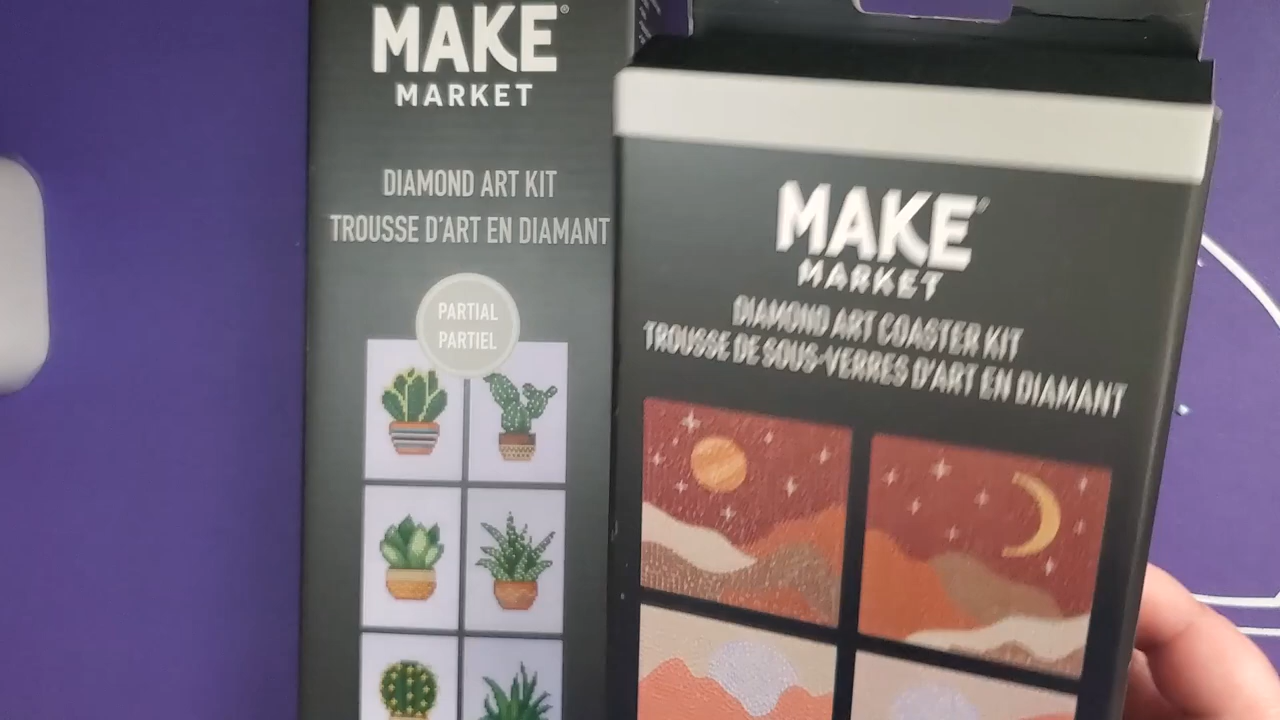 MAKE®
MARKET
DIAMOND ART KIT
TROUSSE D'ART EN DIAMANT
PARTIAL
PARTIEL
MAKE®
MARKET
DIAMOND ART COASTER KIT
TROUSSE DE SOUS-VERRES D'ART EN DIAMANT